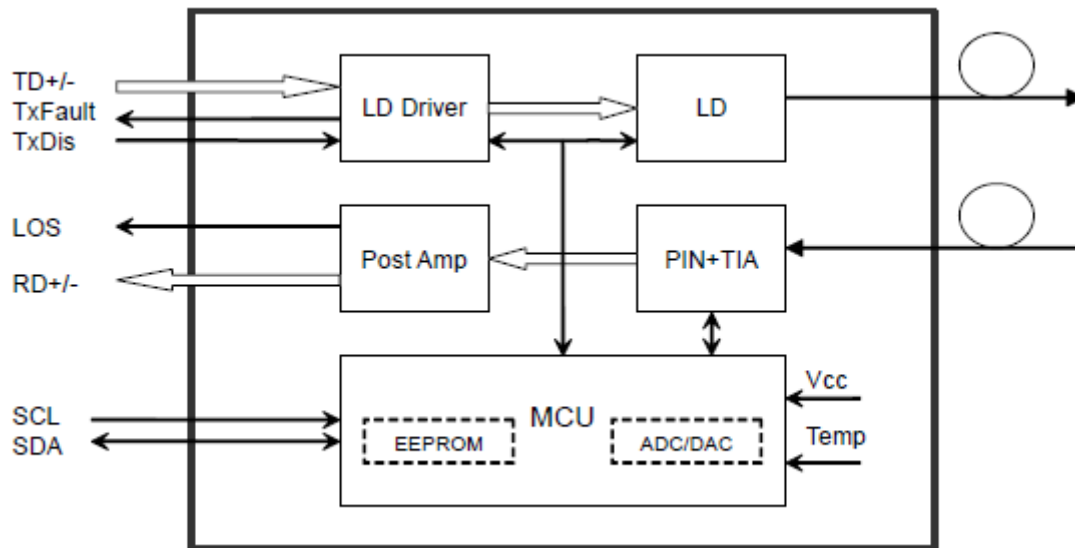 TD+/-
TxFault
TxDis
LD Driver
LD
LOS
RD+/-
Post Amp
PIN+TIA
SCL
SDA
MCU
EEPROM
ADC/DAC
Vcc
Temp